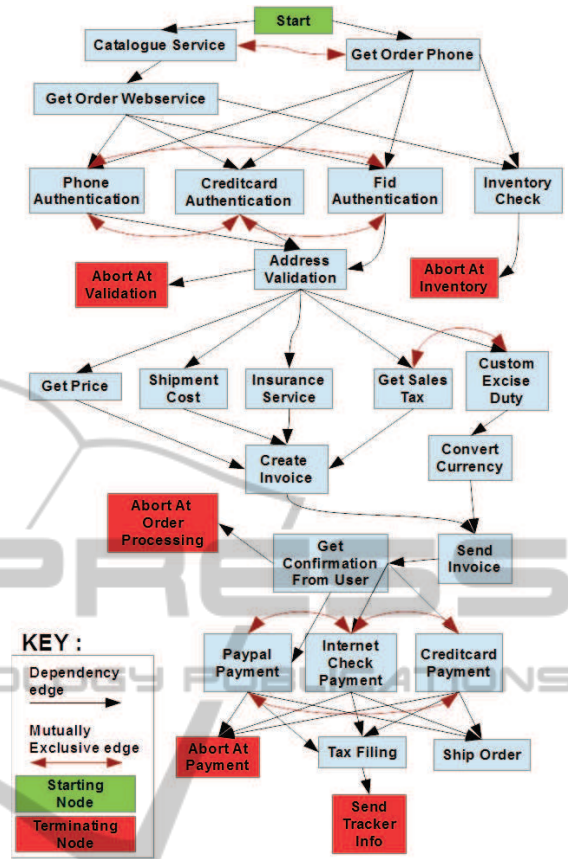 Start
Catalogue Service
Get Order Phone
Get Order Webservice
Phone
Authentication
Creditcard
Authentication
Fid
Authentication
Inventory
Check
Address
Validation
Abort At
Validation
Abort At
Inventory
Get Price
Shipment
Cost
Insurance
Service
Get Sales
Tax
Custom
Excise
Duty
Create
Invoice
Convert
Currency
Abort At
Order
Processing
Get
Confirmation
From User
Send
Invoice
PRESS
KEY :
Dependency
edge
Mutually
Exclusive edge
Starting
Node
Terminating
Node
Paypal
Payment
Internet
Check
Payment
Creditcard
Payment
Abort At
Payment
Tax Filing
Ship Order
Send
Tracker
Info